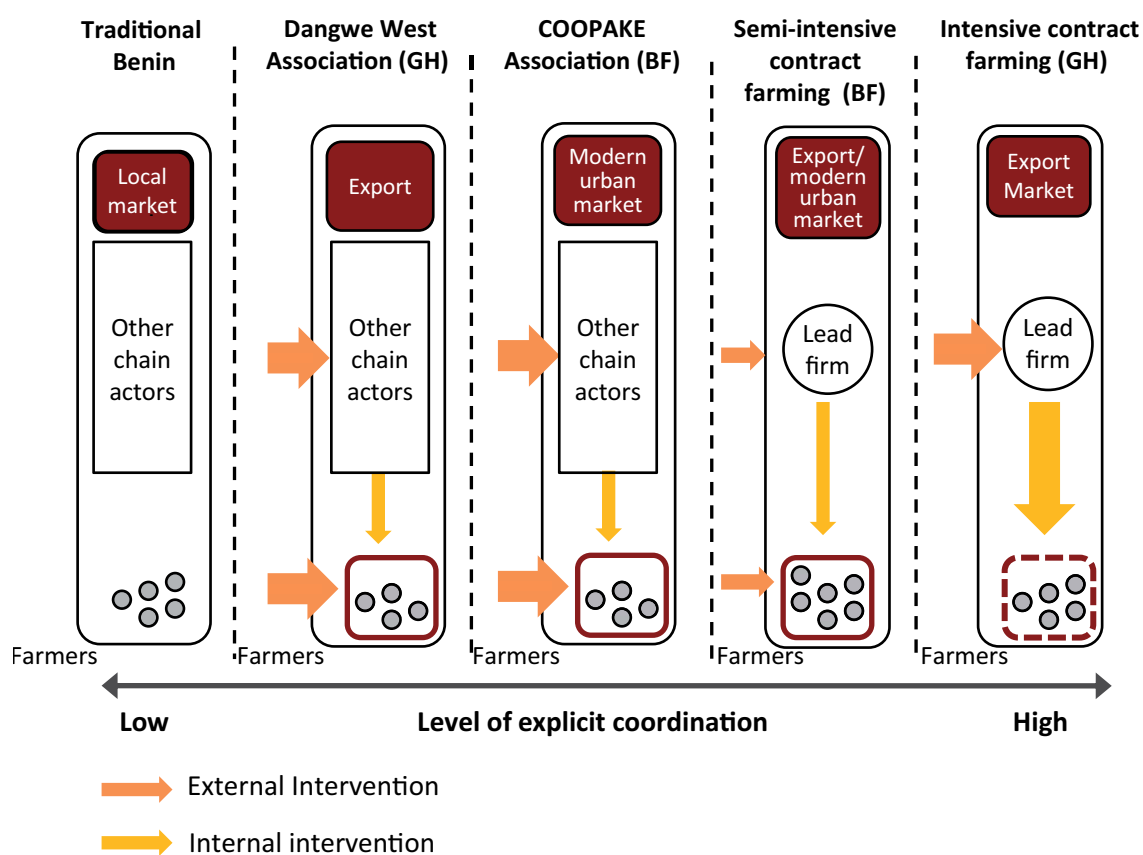 Traditional
Benin
Dangwe West
Association (GH)
COOPAKE
Association (BF)
Semi-intensive
contract
farming (BF)
Intensive contract
farming (GH)
Local
market
Export
Modern
urban
market
Export/
modern
urban
market
Export
Market
Other
chain
actors
Other
chain
actors
Other
chain
actors
Lead
firm
Lead
firm
Farmers
Farmers
Farmers
Farmers
Farmers
Low
Level of explicit coordination
High
External Intervention
Internal intervention